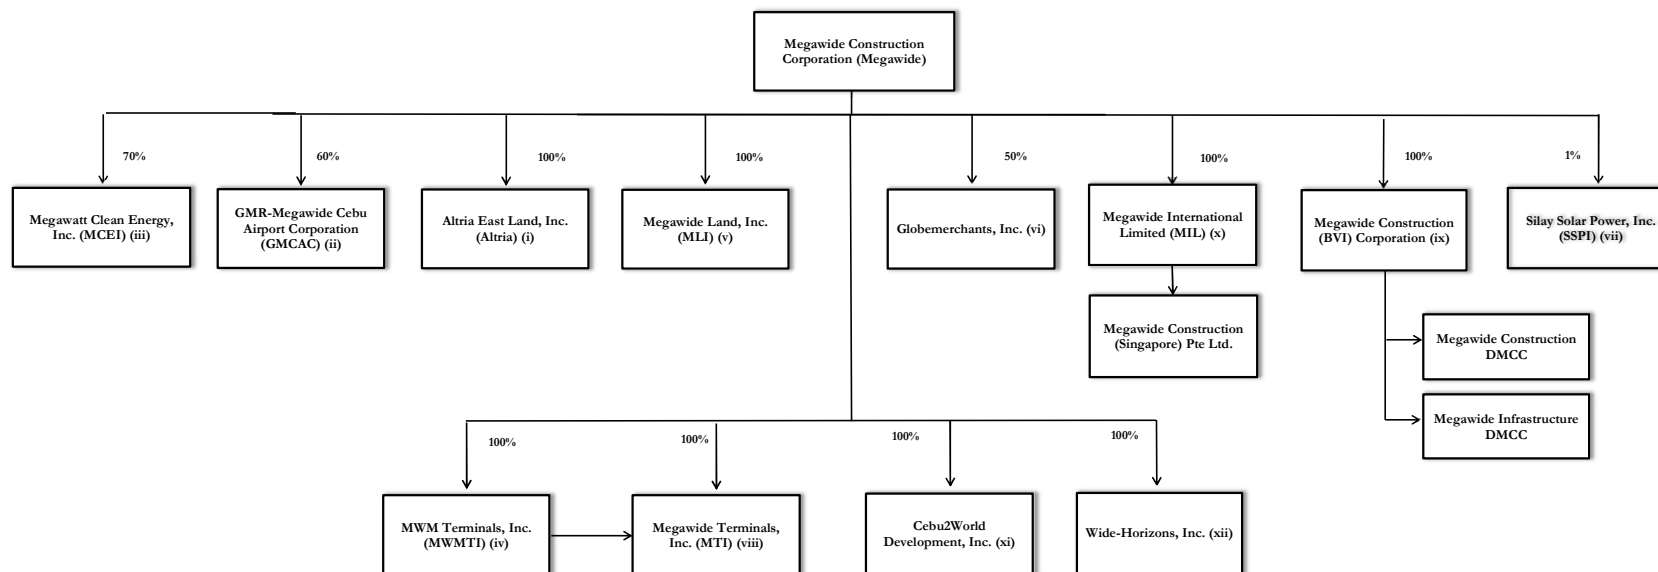 Megawide Construction
Corporation (Megawide)
70%
60%
100%
100%
50%
100%
100%
1%
Megawatt Clean Energy,
Inc. (MCEI) (iii)
GMR-Megawide Cebu
Airport Corporation
(GMCAC) (ii)
Altria East Land, Inc.
(Altria) (i)
Megawide Land, Inc.
(MLI) (v)
Globemerchants, Inc. (vi)
Megawide International
Limited (MIL) (x)
Megawide Construction
(BVI) Corporation (ix)
Silay Solar Power, Inc.
(SSPI) (vii)
Megawide Construction
(Singapore) Pte Ltd.
Megawide Construction
DMCC
Megawide Infrastructure
DMCC
100%
100%
100%
100%
MWM Terminals, Inc.
(MWMTI) (iv)
Megawide Terminals,
Inc. (MTI) (viii)
Cebu2World
Development, Inc. (xi)
Wide-Horizons, Inc. (xii)